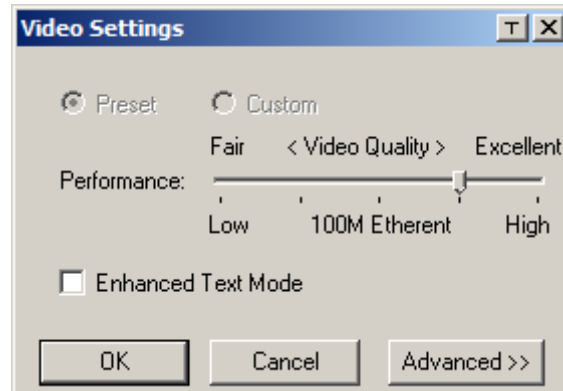 Video Settings
Preset Custom
Fair < Video Quality > Excellent
Performance:
Low 100M Etherent High
Enhanced Text Mode
OK Cancel Advanced >>